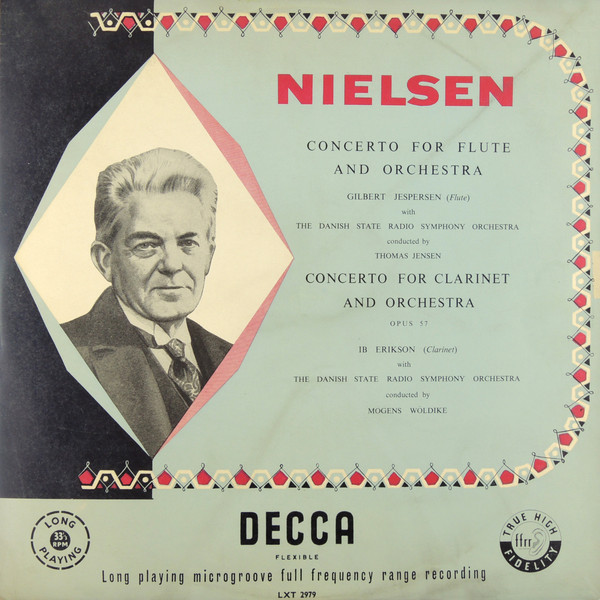 NIELSEN
CONCERTO FOR FLUTE
AND ORCHESTRA
GILBERT JESPERSEN (Flute)
with
THE DANISH STATE RADIO SYMPHONY ORCHESTRA
conducted by
THOMAS JENSEN
CONCERTO FOR CLARINET
AND ORCHESTRA
OPUS 57
IB ERIKSON (Clarinet)
with
THE DANISH STATE RADIO SYMPHONY ORCHESTRA
conducted by
MOGENS WOLDIKE
LONG
33⅓
RPM
PLAYING
DECCA
FLEXIBLE
Long playing microgroove full frequency range recording
LXT 2979
TRUE HIGH
ffrr
FIDELITY